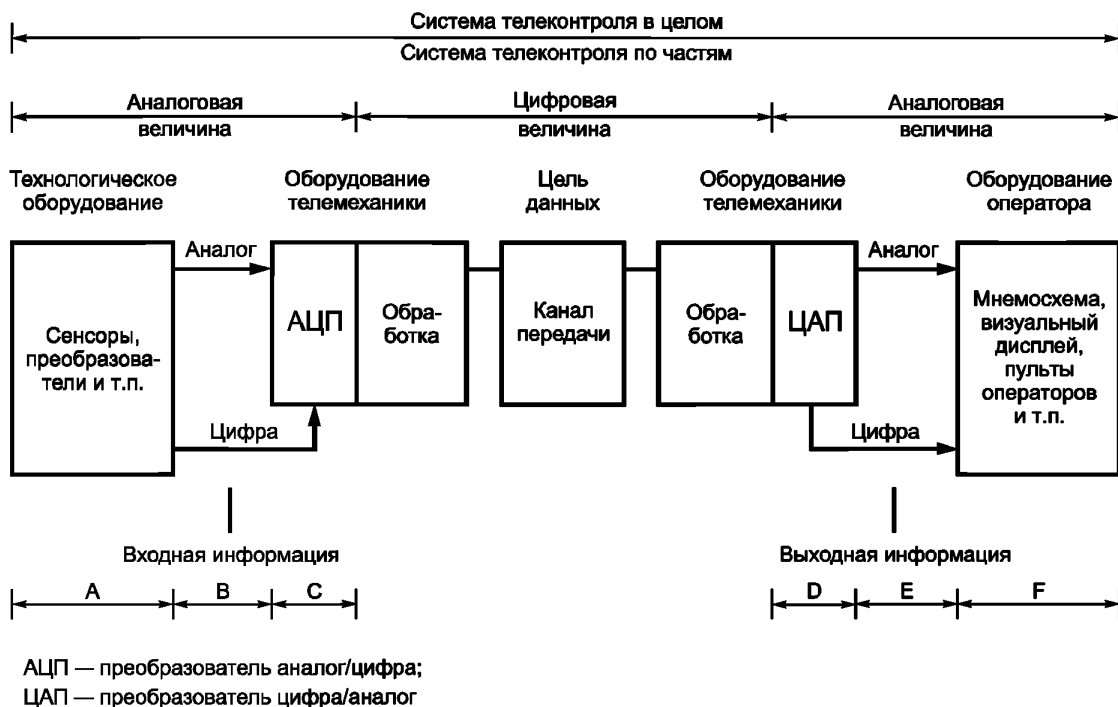 Система телеконтроля в целом
Система телеконтроля по частям
Аналоговая
величина
Цифровая
величина
Аналоговая
величина
Технологическое
оборудование
Оборудование
телемеханики
Цель
данных
Оборудование
телемеханики
Оборудование
оператора
Сенсоры,
преобразова-
тели и т.п.
Аналог
Цифра
АЦП
Обра-
ботка
Канал
передачи
Обра-
ботка
ЦАП
Аналог
Цифра
Мнемосхема,
визуальный
дисплей,
пульты
операторов
и т.п.
Входная информация
Выходная информация
A
B
C
D
E
F
АЦП — преобразователь аналог/цифра;
ЦАП — преобразователь цифра/аналог